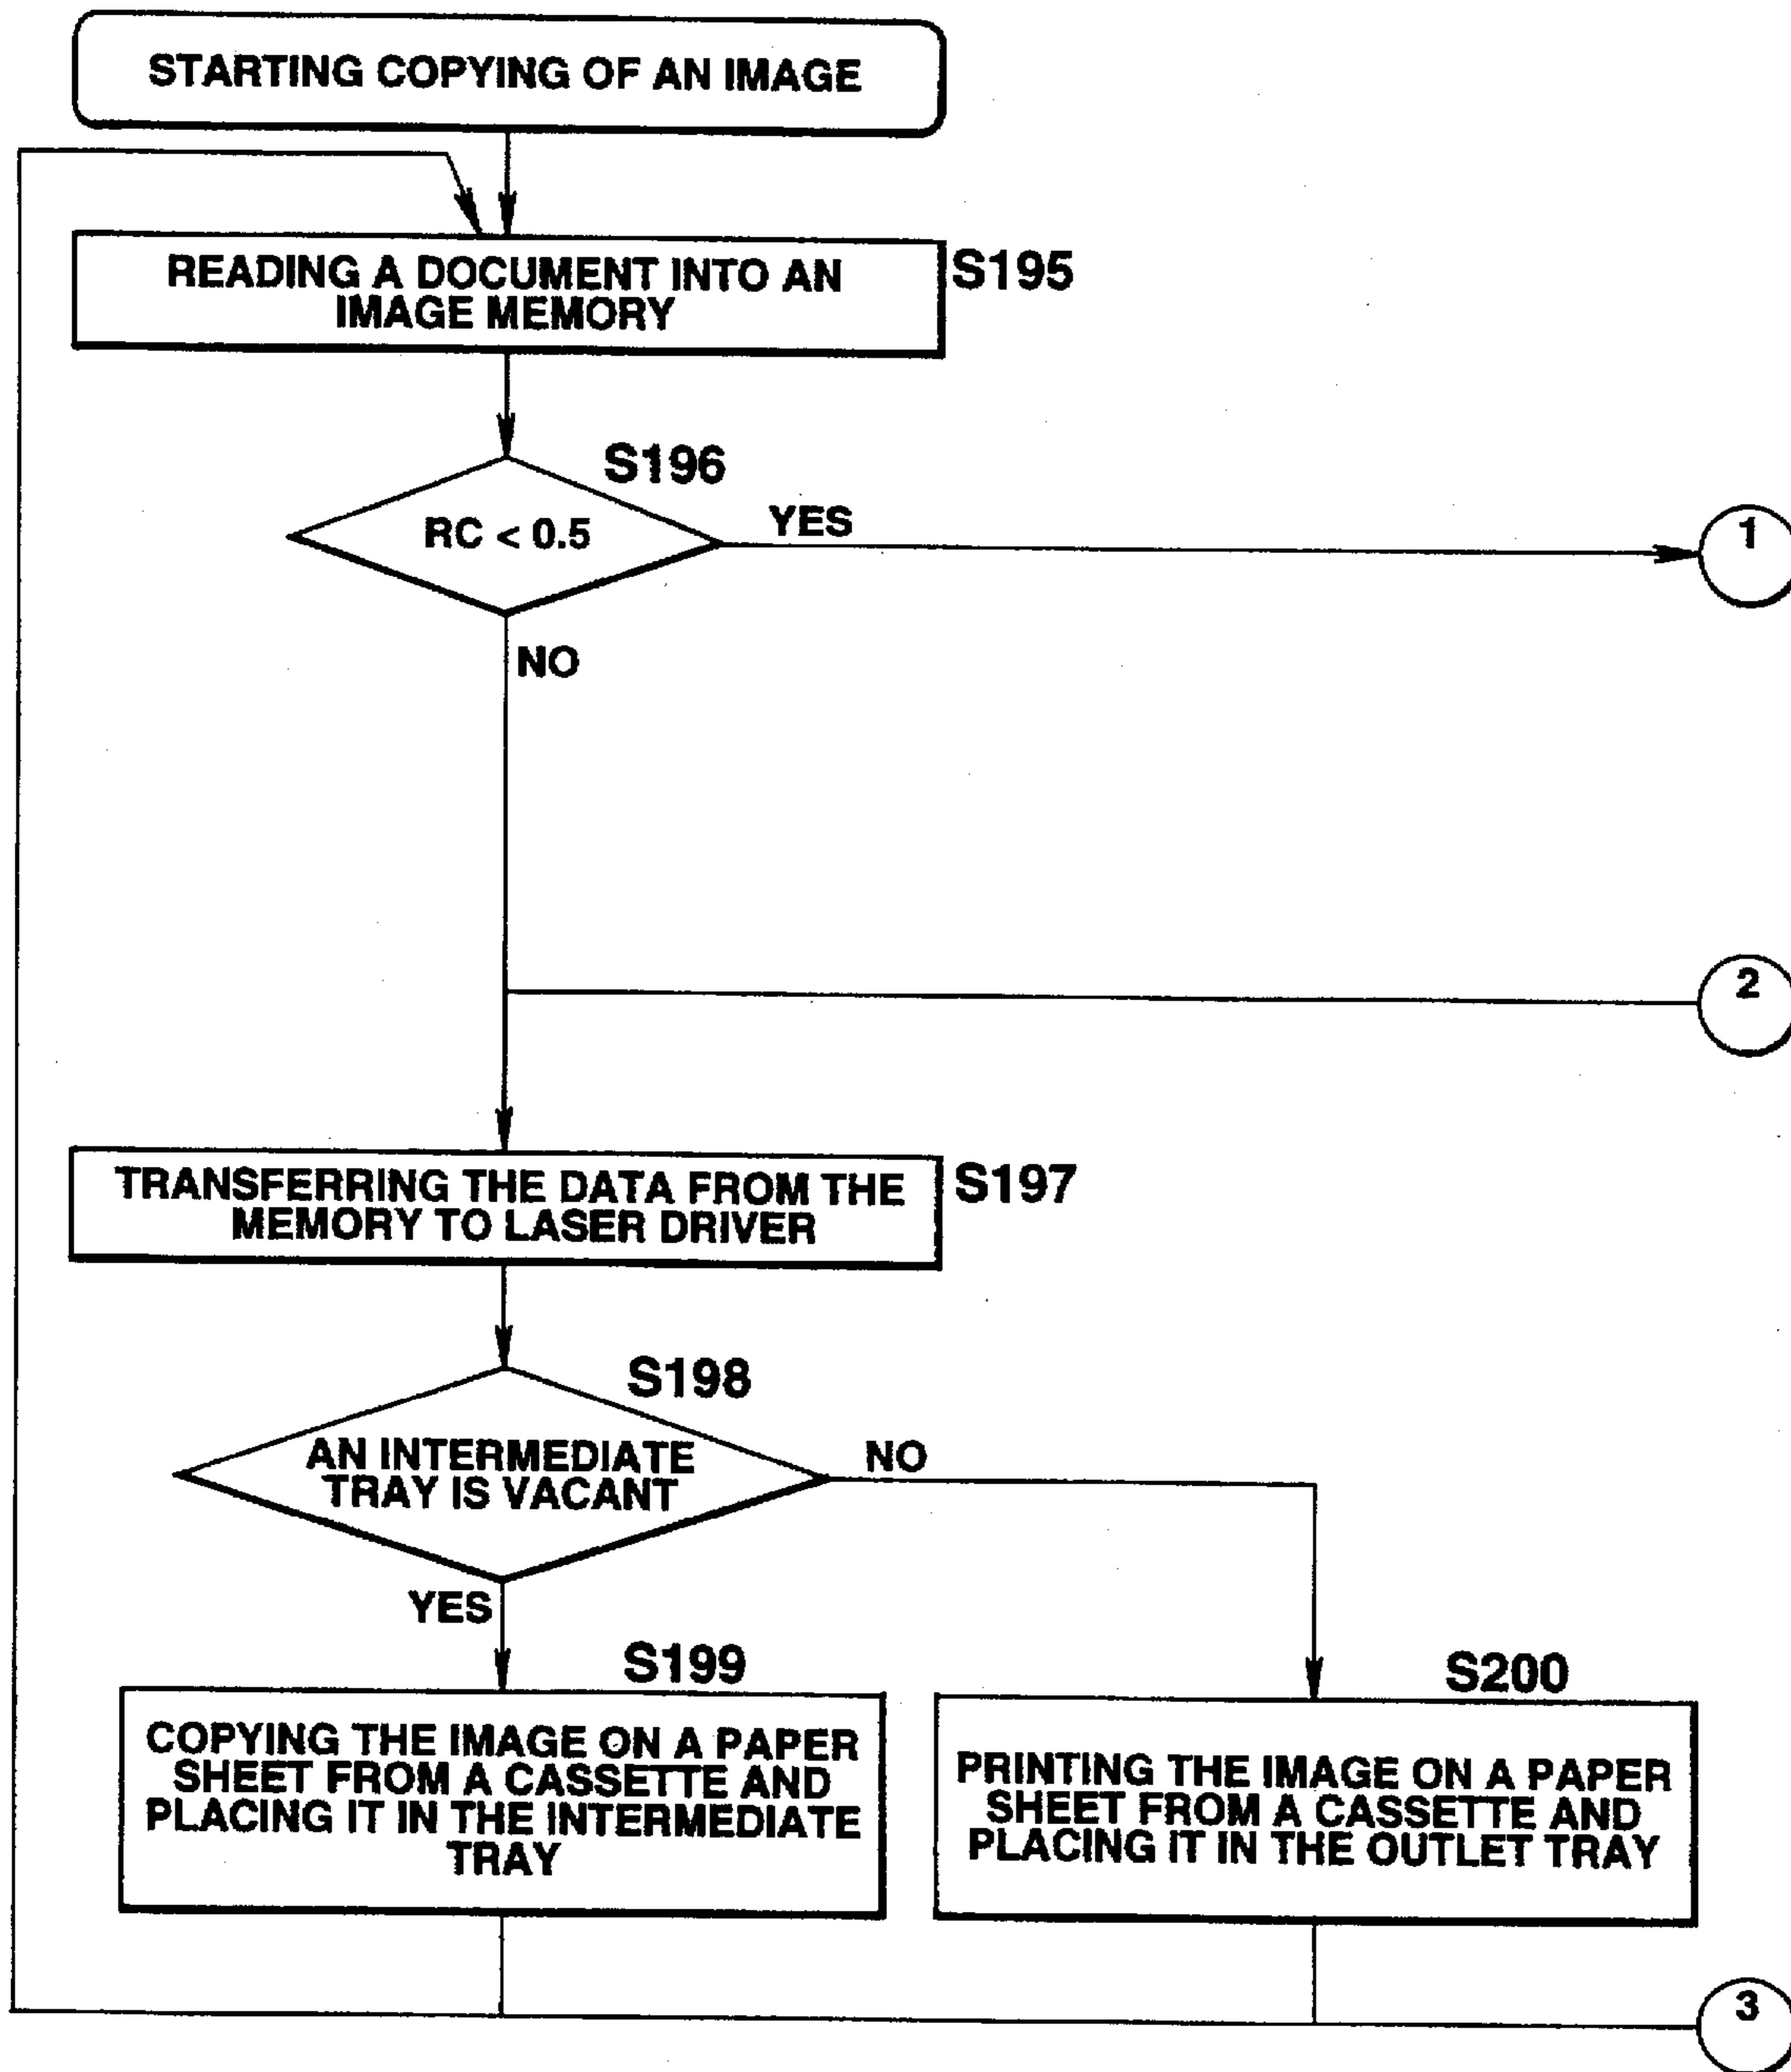 STARTING COPYING OF AN IMAGE
READING A DOCUMENT INTO AN
IMAGE MEMORY
S195
S196
RC < 0.5
YES
1
NO
2
TRANSFERRING THE DATA FROM THE
MEMORY TO LASER DRIVER
S197
S198
AN INTERMEDIATE
TRAY IS VACANT
NO
YES
S199
COPYING THE IMAGE ON A PAPER
SHEET FROM A CASSETTE AND
PLACING IT IN THE INTERMEDIATE
TRAY
S200
PRINTING THE IMAGE ON A PAPER
SHEET FROM A CASSETTE AND
PLACING IT IN THE OUTLET TRAY
3